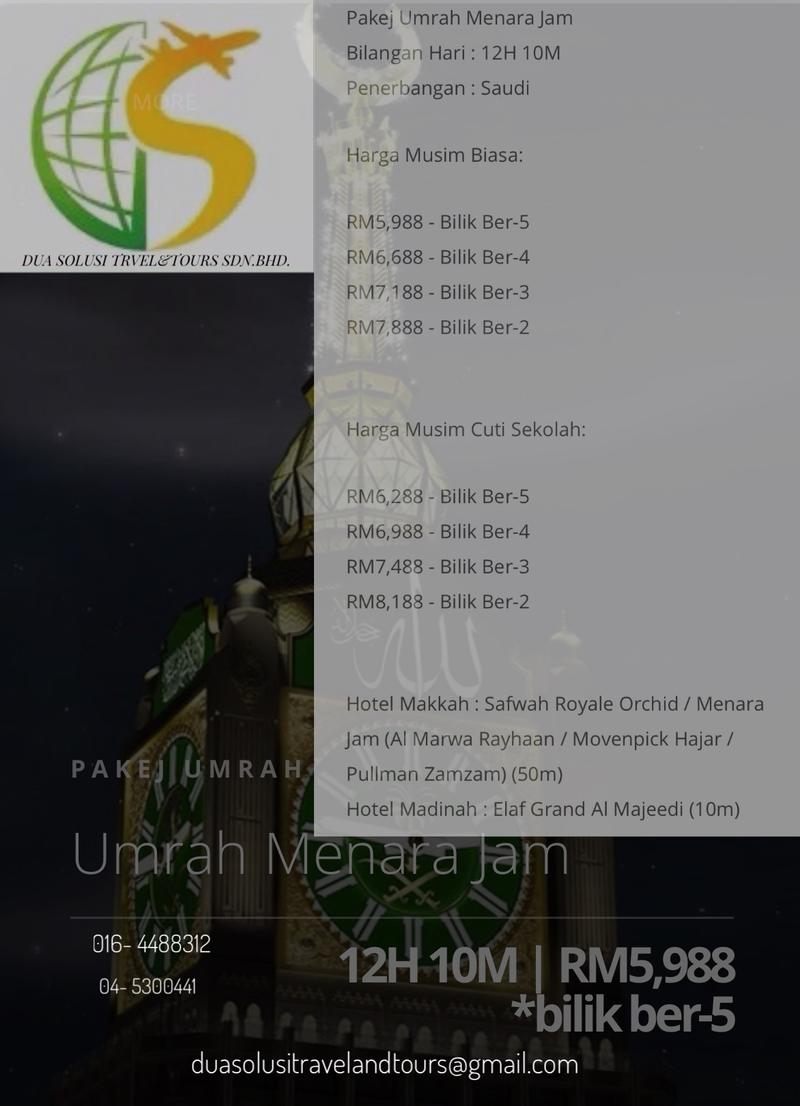 MORE
DUA SOLUSI TRVEL&TOURS SDN.BHD.
Pakej Umrah Menara Jam
Bilangan Hari : 12H 10M
Penerbangan : Saudi
Harga Musim Biasa:
RM5,988 - Bilik Ber-5
RM6,688 - Bilik Ber-4
RM7,188 - Bilik Ber-3
RM7,888 - Bilik Ber-2
Harga Musim Cuti Sekolah:
RM6,288 - Bilik Ber-5
RM6,988 - Bilik Ber-4
RM7,488 - Bilik Ber-3
RM8,188 - Bilik Ber-2
Hotel Makkah : Safwah Royale Orchid / Menara
Jam (Al Marwa Rayhaan / Movenpick Hajar /
Pullman Zamzam) (50m)
Hotel Madinah : Elaf Grand Al Majeedi (10m)
PAKEJ UMRAH
Umrah Menara Jam
016- 4488312
04- 5300441
12H 10M | RM5,988
*bilik ber-5
duasolusitravelandtours@gmail.com